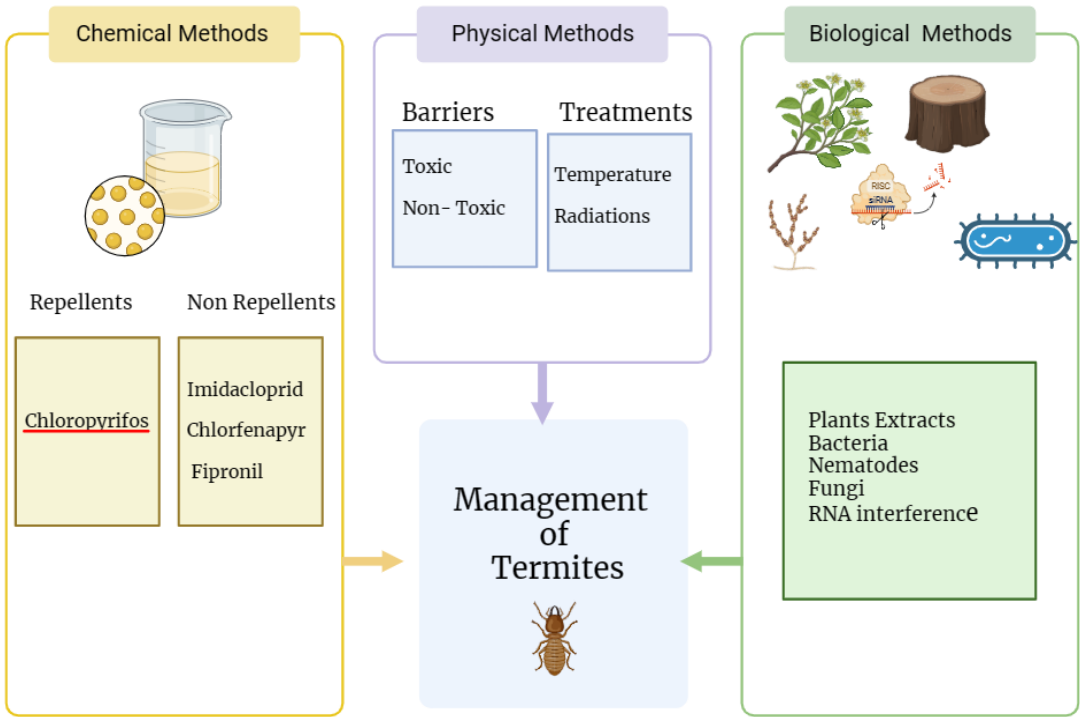 Chemical Methods
Repellents
Non Repellents
Chloropyrifos
Imidacloprid
Chlorfenapyr
Fipronil
Physical Methods
Barriers
Treatments
Toxic
Non- Toxic
Temperature
Radiations
Biological Methods
RISC
siRNA
Plants Extracts
Bacteria
Nematodes
Fungi
RNA interference
Management
of
Termites